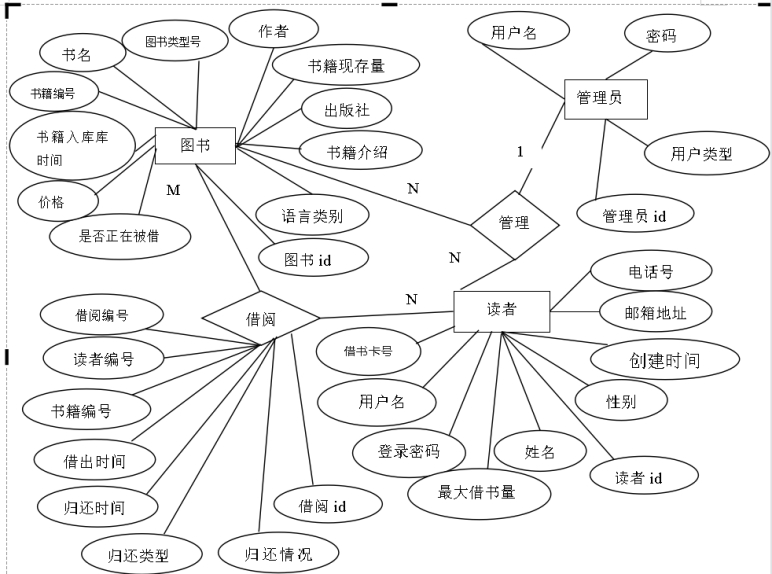 作者
用户名
密码
图书类型号
书名
书籍现存量
书籍编号
管理员
出版社
书籍入库库
时间
图书
书籍介绍
1
用户类型
价格
M
N
语言类别
管理
管理员 id
是否正在被借
图书 id
N
电话号
借阅编号
借阅
N
读者
邮箱地址
读者编号
借书卡号
创建时间
书籍编号
用户名
性别
登录密码
姓名
借出时间
读者 id
最大借书量
归还时间
借阅 id
归还类型
归还情况